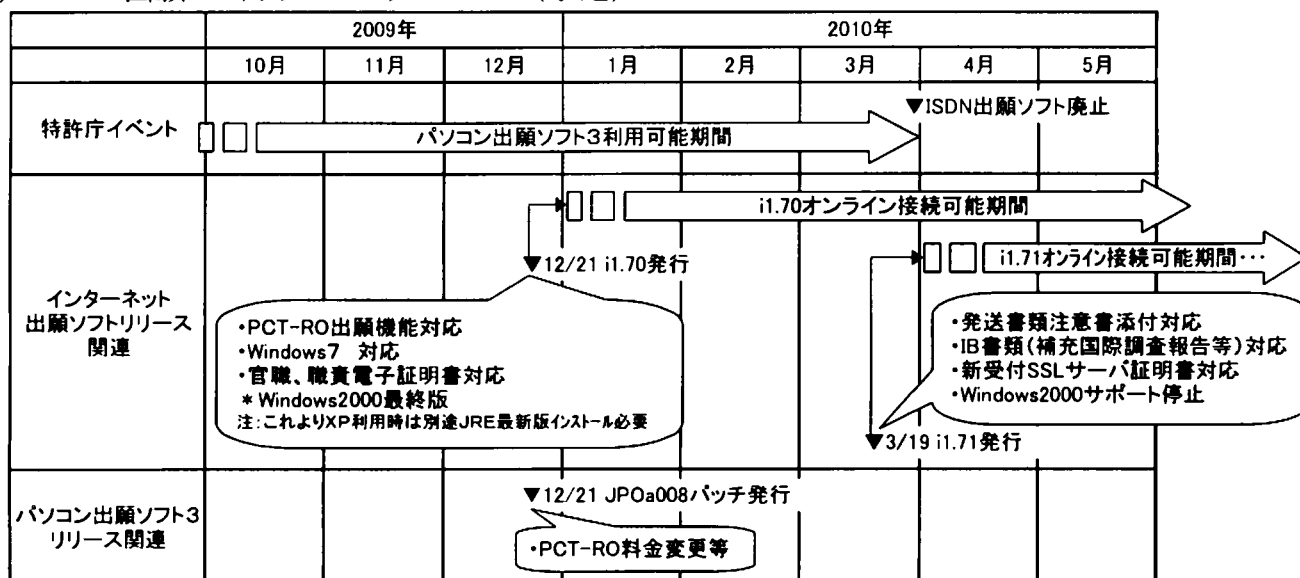 2009年 2010年
10月 11月 12月 1月 2月 3月 4月 5月
特許庁イベント
▼ISDN出願ソフト廃止
パソコン出願ソフト3利用可能期間
インターネット
出願ソフトリリース
関連
i1.70オンライン接続可能期間
▼12/21 i1.70発行
i1.71オンライン接続可能期間･･･
・PCT-RO出願機能対応
・Windows7 対応
・官職、職責電子証明書対応
＊Windows2000最終版
注:これよりXP利用時は別途JRE最新版インストール必要
・発送書類注意書添付対応
・IB書類(補充国際調査報告等)対応
・新受付SSLサーバ証明書対応
・Windows2000サポート停止
▼3/19 i1.71発行
パソコン出願ソフト3
リリース関連
▼12/21 JPOa008パッチ発行
・PCT-RO料金変更等